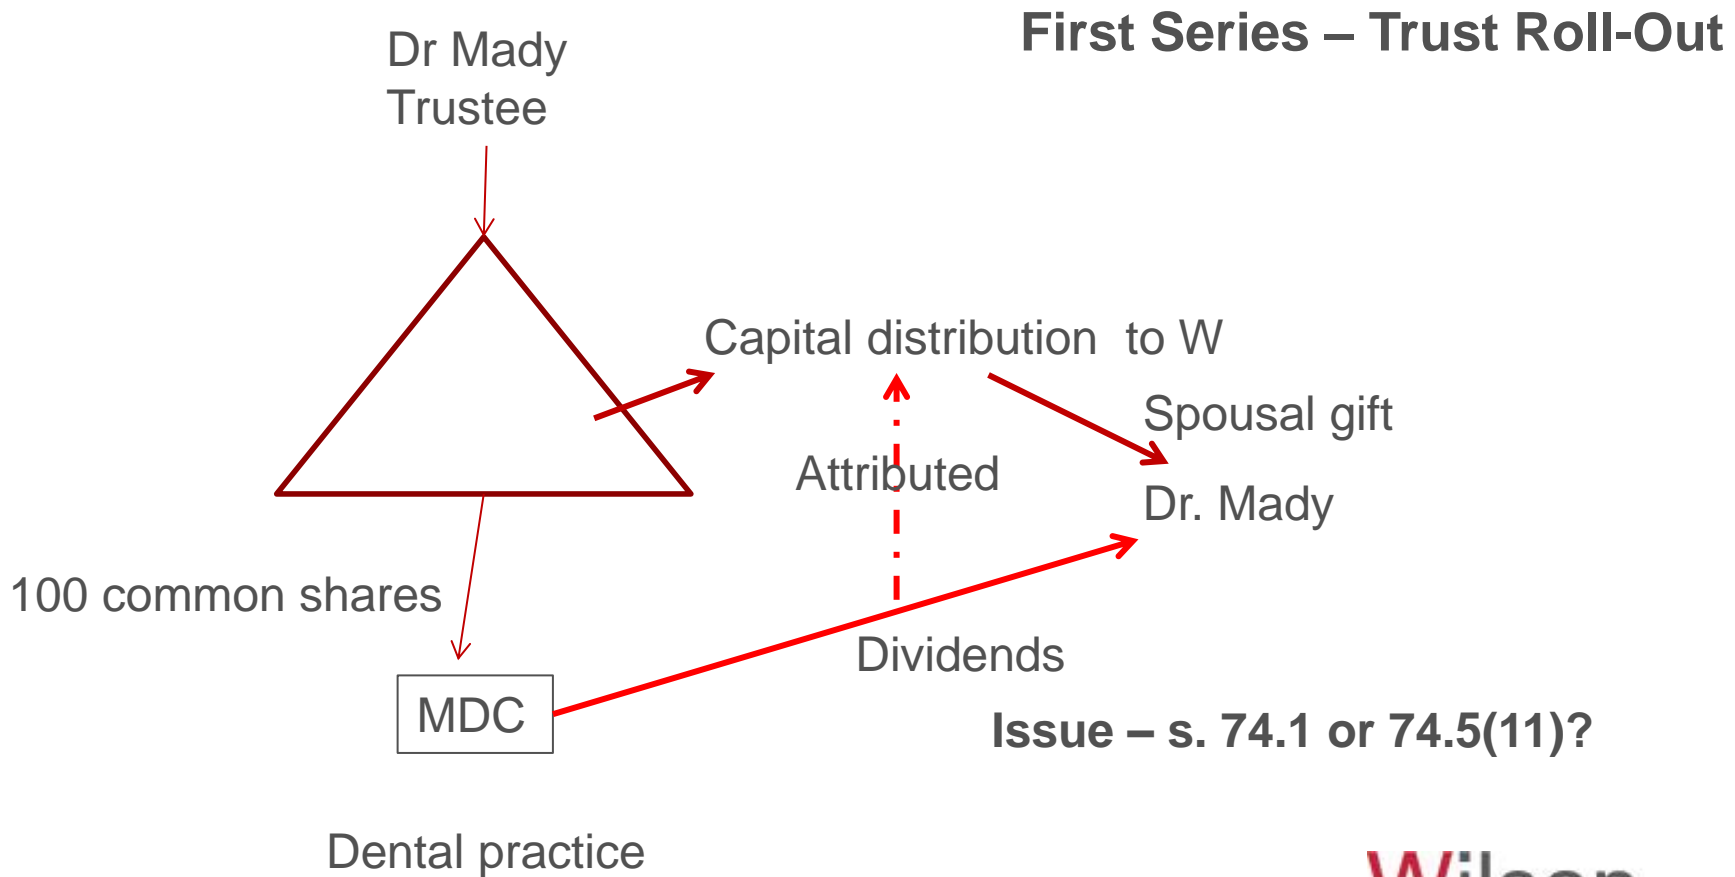 First Series – Trust Roll-Out
Dr Mady
Trustee
Capital distribution to W
Spousal gift
Attributed
Dr. Mady
100 common shares
Dividends
MDC
Issue – s. 74.1 or 74.5(11)?
Dental practice